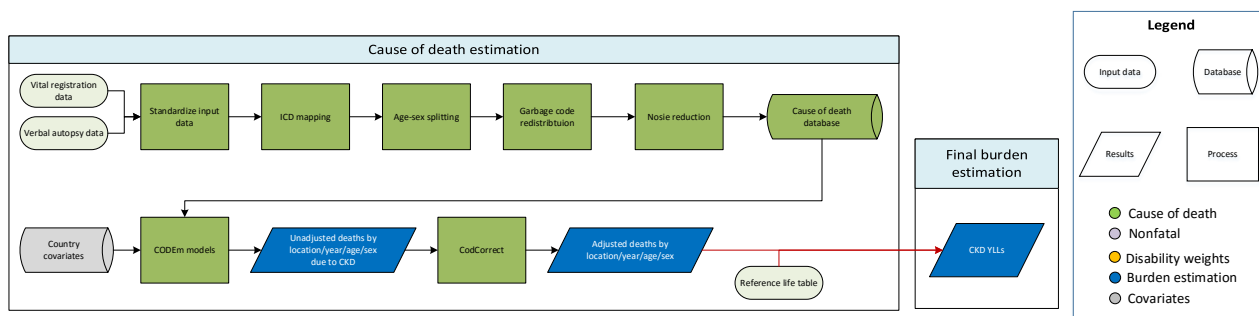 Cause of death estimation
Vital registration
data
Verbal autopsy data
Standardize input
data
ICD mapping
Age-sex splitting
Garbage code
redistribtuion
Nosie reduction
Cause of death
database
Country
covariates
CODEm models
Unadjusted deaths by
location/year/age/sex
due to CKD
CodCorrect
Adjusted deaths by
location/year/age/sex
Reference life table
Final burden
estimation
CKD YLLs
Legend
Input data
Database
Results
Process
Cause of death
Nonfatal
Disability weights
Burden estimation
Covariates